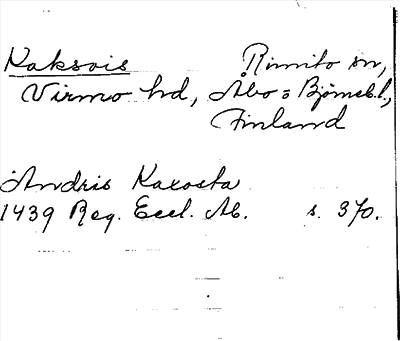 Kaksois Rimito sn,
Virmo hd, Åbo o Björneb.l.,
Finland
Andris Kaxosta
1439 Reg. Eccl. Ab. s. 370.